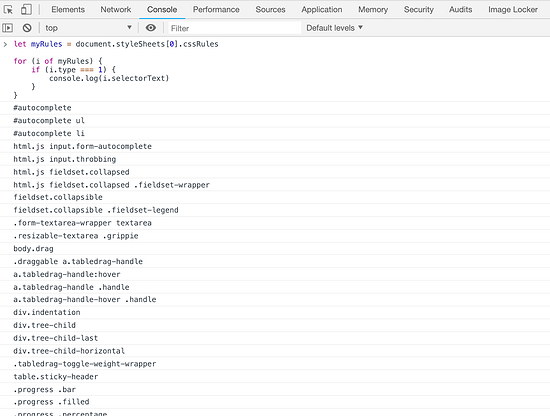 Elements Network Console Performance Sources Application Memory Security Audits Image Locker
top Filter Default levels
let myRules = document.styleSheets[0].cssRules
for (i of myRules) {
if (i.type === 1) {
console.log(i.selectorText)
}
}
#autocomplete
#autocomplete ul
#autocomplete li
html.js input.form-autocomplete
html.js input.throbbing
html.js fieldset.collapsed
html.js fieldset.collapsed .fieldset-wrapper
fieldset.collapsible
fieldset.collapsible .fieldset-legend
.form-textarea-wrapper textarea
.resizable-textarea .grippie
body.drag
.draggable a.tabledrag-handle
a.tabledrag-handle:hover
a.tabledrag-handle .handle
a.tabledrag-handle-hover .handle
div.indentation
div.tree-child
div.tree-child-last
div.tree-child-horizontal
.tabledrag-toggle-weight-wrapper
table.sticky-header
.progress .bar
.progress .filled
.progress .percentage